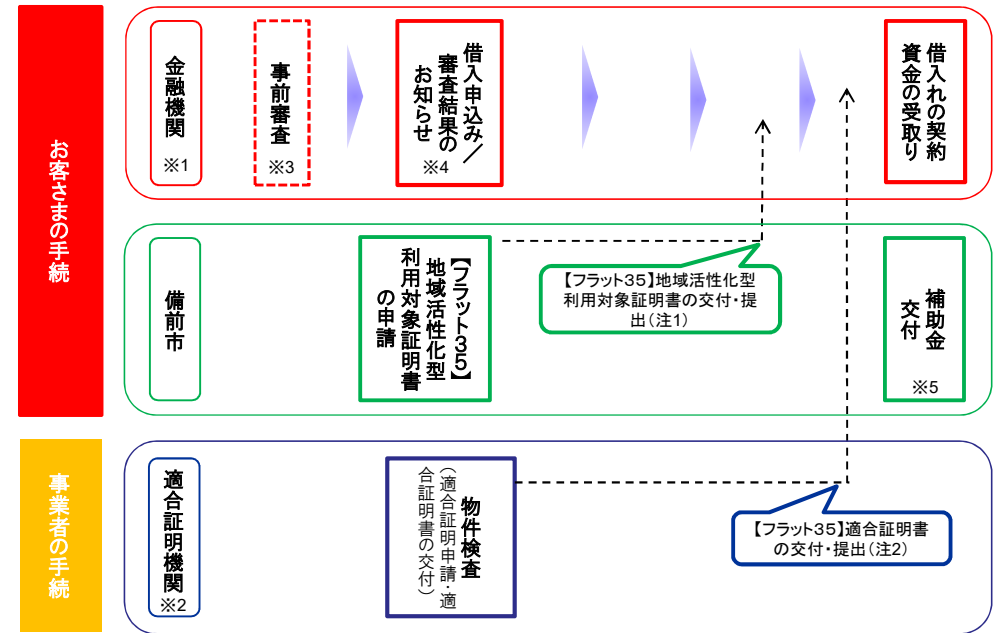 お客さまの手続
金融機関
※1
事前審査
※3
借入申込み／
審査結果の
お知らせ
※4
借入れの契約
資金の受取り
備前市
【フラット35】
地域活性化型
利用対象証明書
の申請
【フラット35】地域活性化型
利用対象証明書の交付・提
出（注1）
補助金
交付
※5
事業者の手続
適合証明機関
※2
物件検査
（適合証明申請・適
合証明書の交付）
【フラット35】適合証明書
の交付・提出（注2）